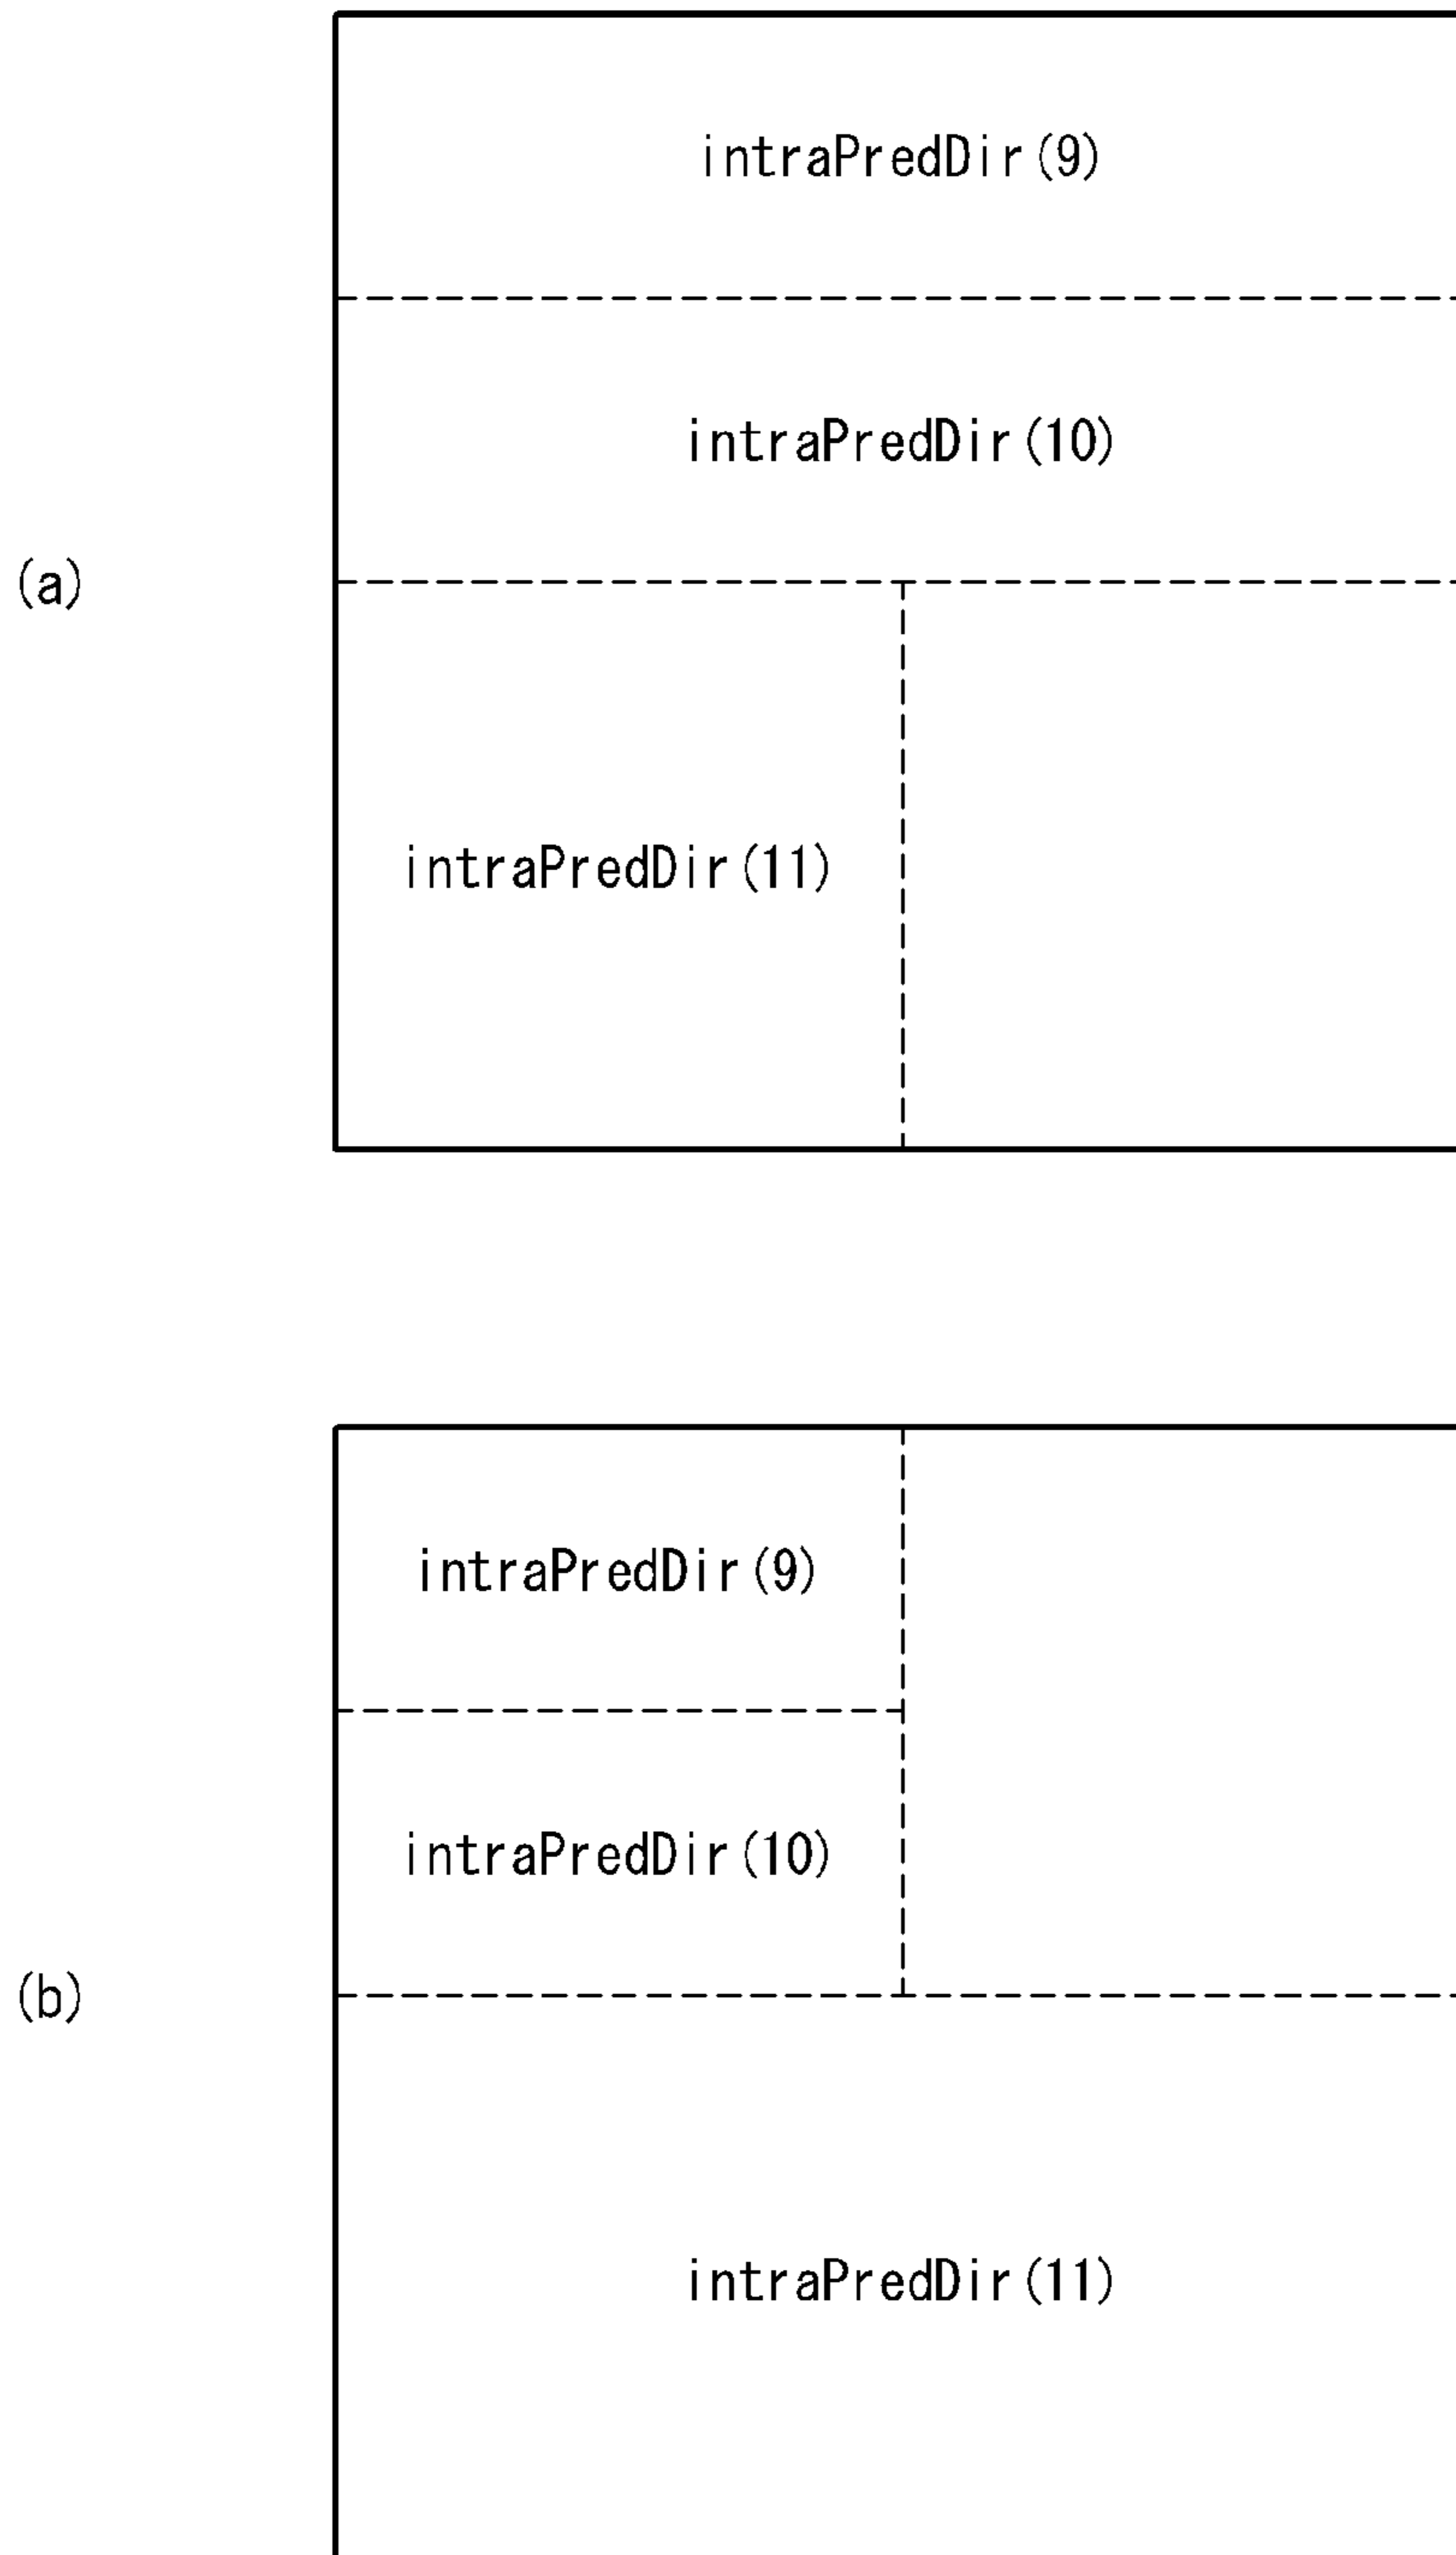 intraPredDir(9)
intraPredDir(10)
(a)
intraPredDir(11)
intraPredDir(9)
intraPredDir(10)
(b)
intraPredDir(11)